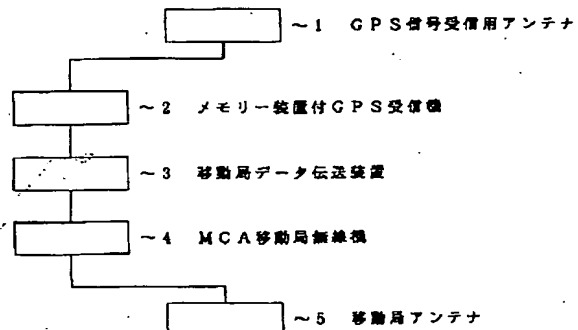 ~1 GPS信号受信用アンテナ
~2 メモリー装置付GPS受信機
~3 移動局データ伝送装置
~4 MCA移動局無線機
~5 移動局アンテナ